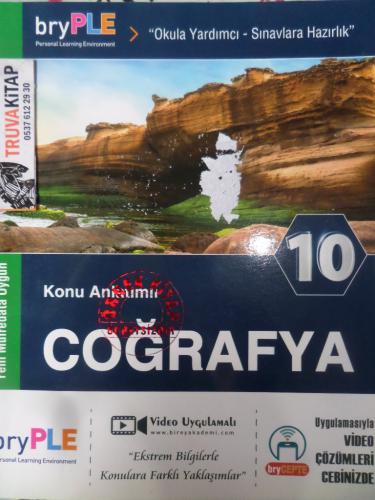 bryPLE
Personal Learning Environment
"Okula Yardımcı - Sınavlara Hazırlık"
TRUVA KİTAP
0537 612 29 30
10
Yeni Müfredata Uygun
Konu Anlatımlı
COĞRAFYA
bryPLE
Personal Learning Environment
Video Uygulamalı
www.bireyakademi.com
"Ekstrem Bilgilerle
Konulara Farklı Yaklaşımlar"
bryCEPTE
Uygulamasıyla
VİDEO
ÇÖZÜMLERİ
CEBİNİZDE